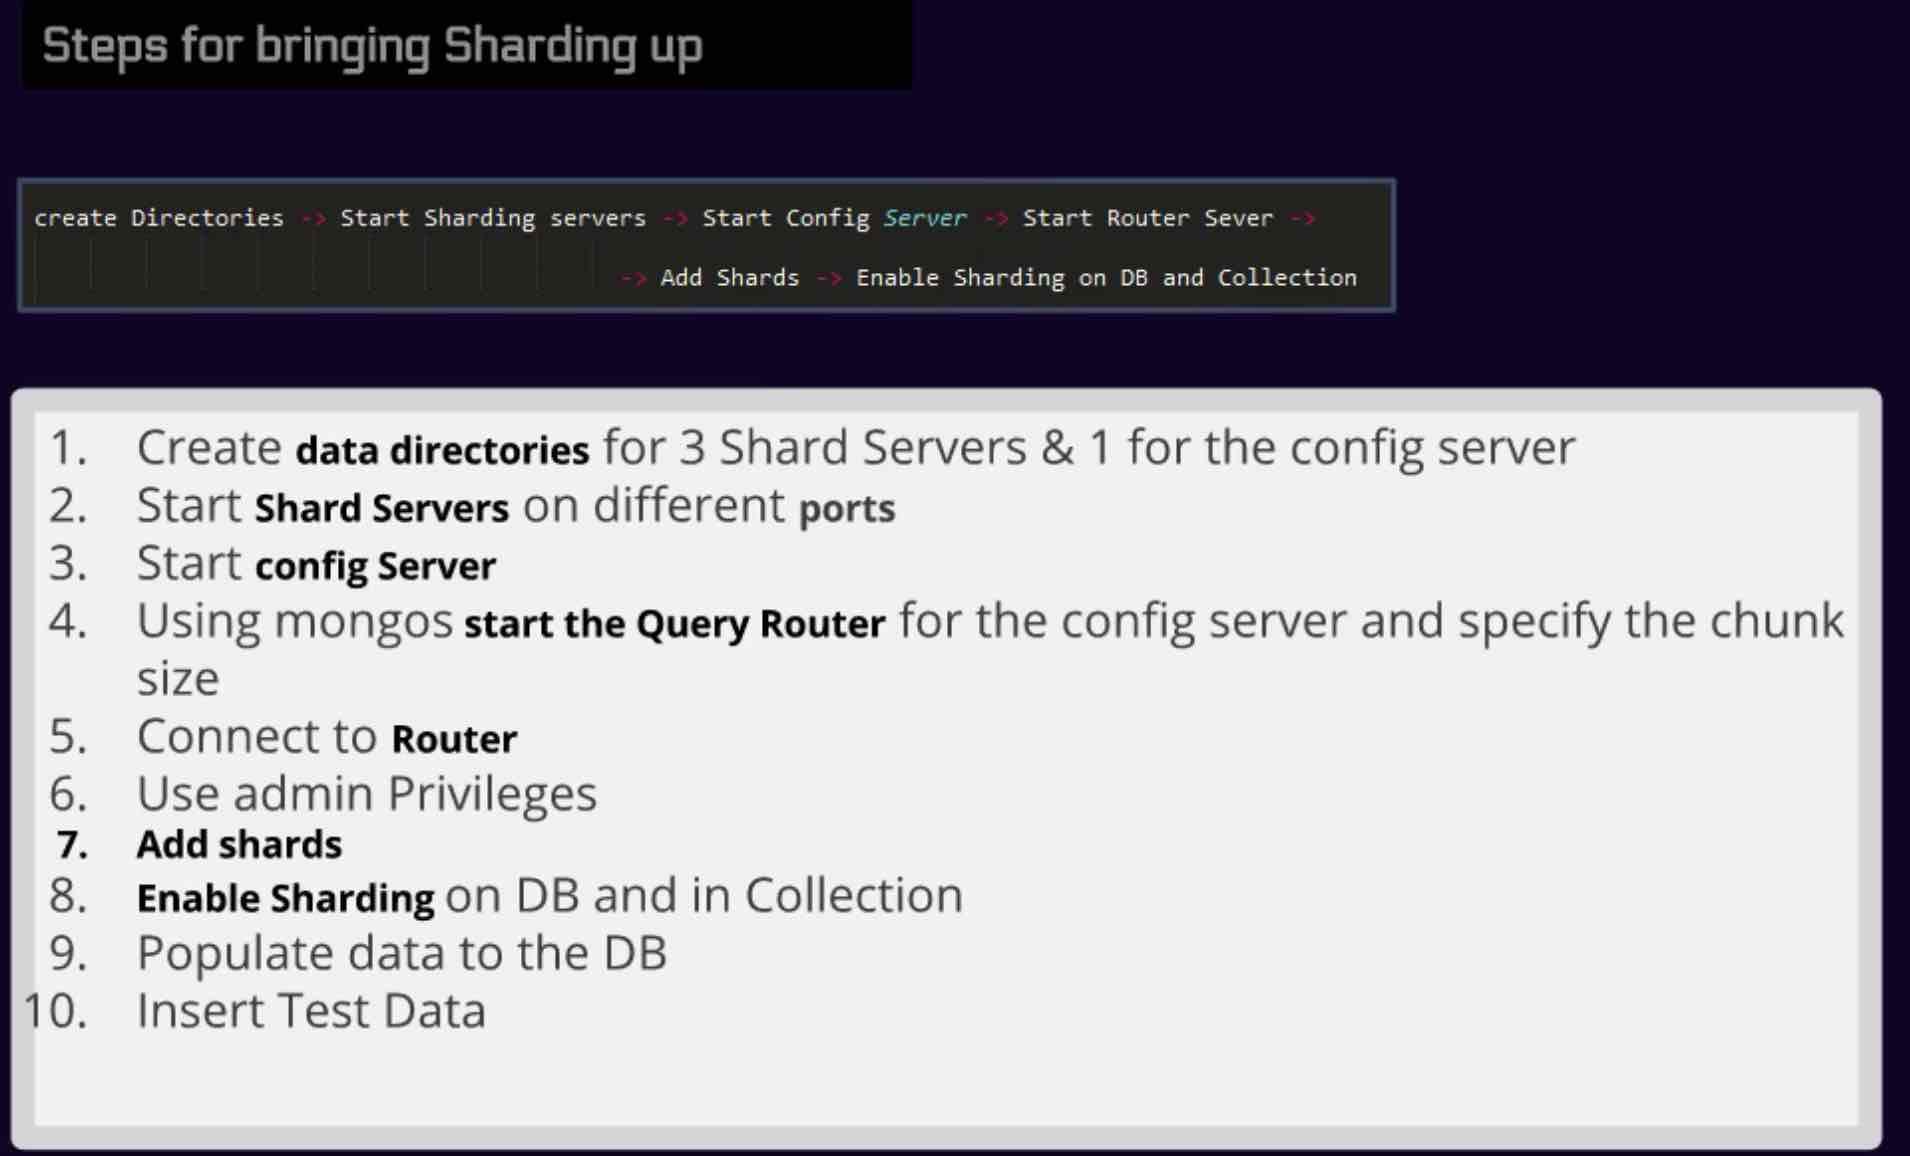 Steps for bringing Sharding up
create Directories -> Start Sharding servers -> Start Config Server -> Start Router Sever ->
-> Add Shards -> Enable Sharding on DB and Collection
1. Create data directories for 3 Shard Servers & 1 for the config server
2. Start Shard Servers on different ports
3. Start config Server
4. Using mongos start the Query Router for the config server and specify the chunk
size
5. Connect to Router
6. Use admin Privileges
7. Add shards
8. Enable Sharding on DB and in Collection
9. Populate data to the DB
10. Insert Test Data